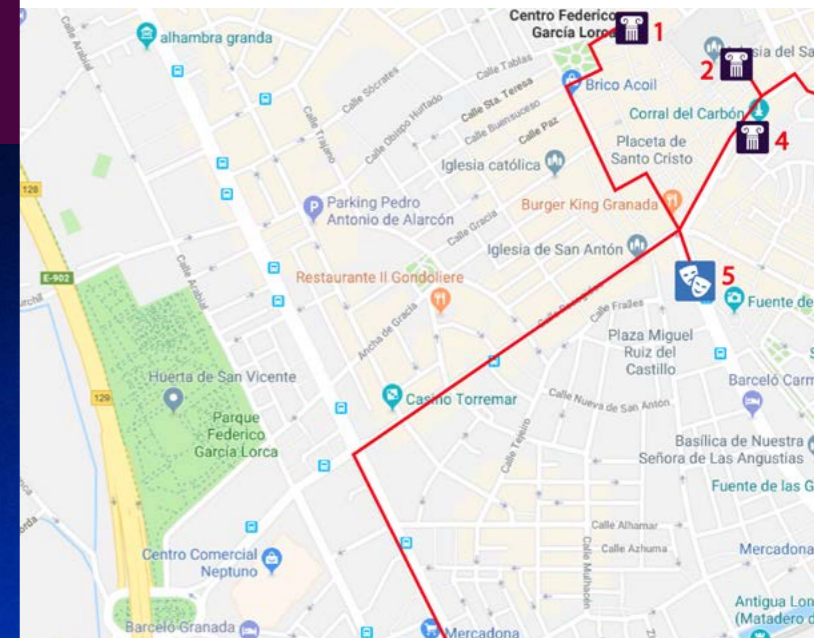 Centro Federico
García Lorca
1
alhambra granda
Calle Arabial
Calle Tablas
Iglesia del Sa
2
Calle Sócrates
Calle Sta. Teresa
Brico Acoil
Calle Trajano
Calle Obispo Hurtado
Calle Buensuceso
Corral del Carbón
4
Calle Paz
Placeta de
Santo Cristo
Iglesia católica
128
Parking Pedro
Antonio de Alarcón
Burger King Granada
Calle Gracia
Iglesia de San Antón
Calle Arabial
E-902
Restaurante II Gondoliere
5
Calle Frailes
Fuente de
Ancha de Gracia
Plaza Miguel
Ruiz del
Castillo
Huerta de San Vicente
Barceló Carm
129
Casino Torremar
Calle Nueva de San Antón
Parque
Federico
García Lorca
Calle Tejeiro
Basílica de Nuestra
Señora de Las Angustias
Fuente de las G
Calle Alhamar
Centro Comercial
Neptuno
Calle Azhuma
Mercadona
Calle Mulhacén
Antigua Lon
(Matadero d
Barceló Granada
Mercadona